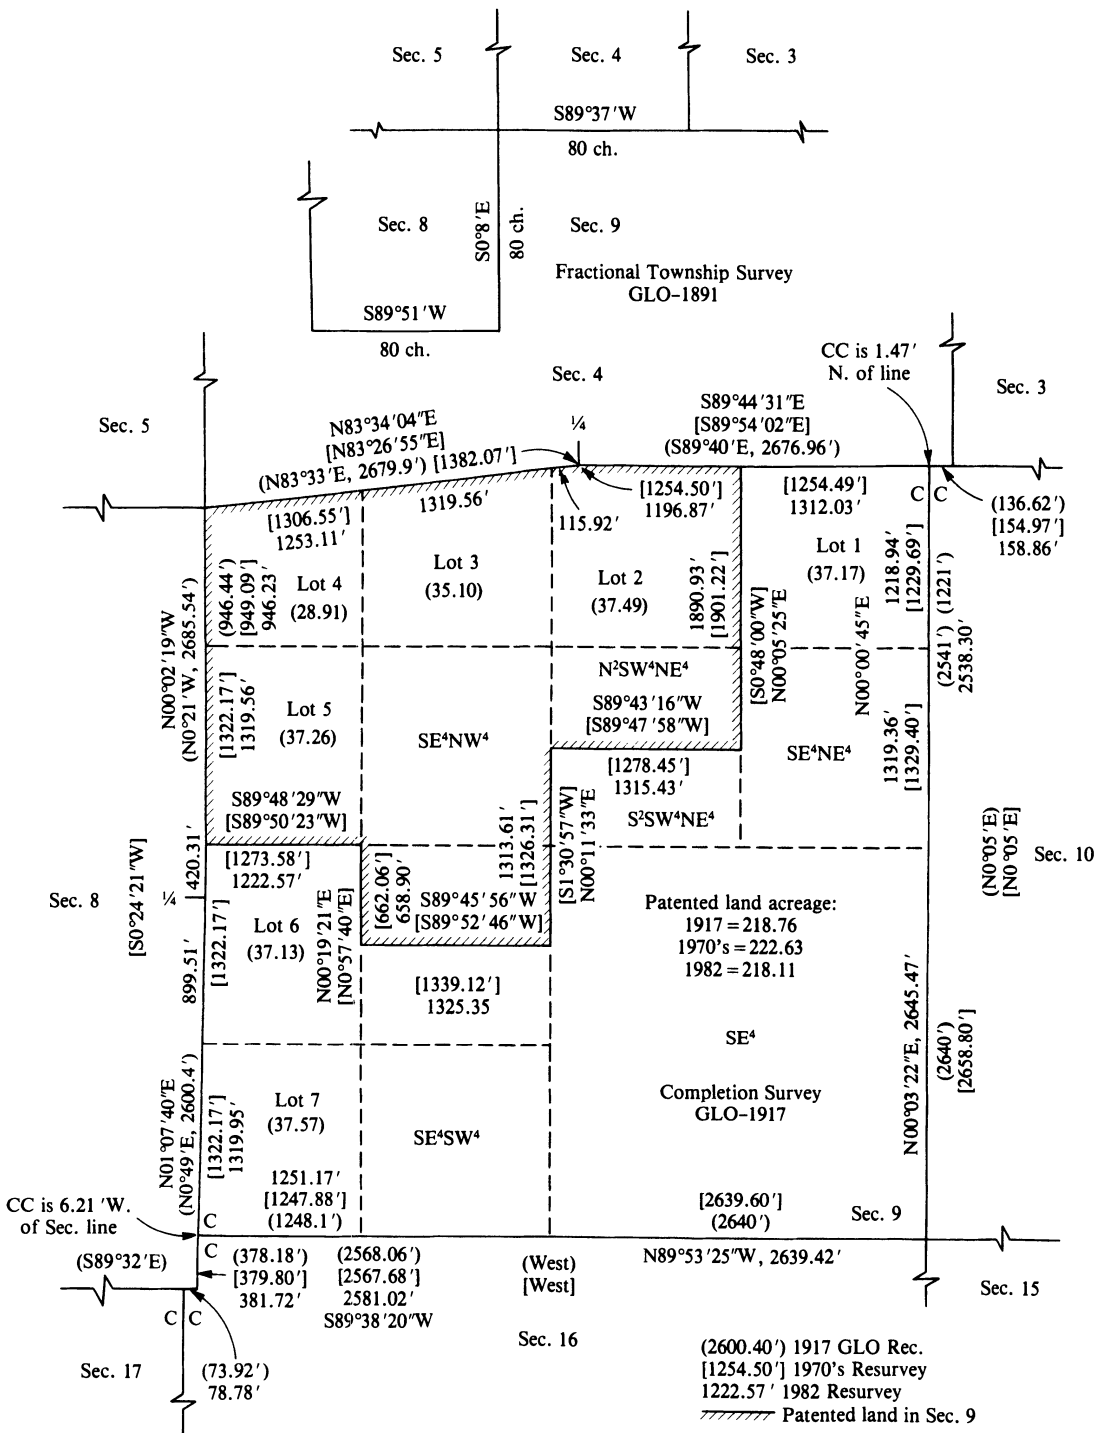 Sec. 5
Sec. 4
Sec. 3
S89°37'W
80 ch.
Sec. 8
S0°8'E
80 ch.
Sec. 9
Fractional Township Survey
GLO–1891
S89°51'W
80 ch.
CC is 1.47'
N. of line
Sec. 4
Sec. 3
Sec. 5
N83°34'04"E
[N83°26'55"E]
(N83°33'E, 2679.9') [1382.07']
1/4
S89°44'31"E
[S89°54'02"E]
(S89°40'E, 2676.96')
[1306.55']
1253.11'
1319.56'
115.92'
[1254.50']
1196.87'
[1254.49']
1312.03'
C C
(136.62')
[154.97']
158.86'
Lot 4
(28.91)
Lot 3
(35.10)
Lot 2
(37.49)
Lot 1
(37.17)
(946.44')
[949.09']
946.23'
1890.93'
[1901.22']
[S0°48'00"W]
N00°05'25"E
1218.94'
[1229.69']
N00°00'45"E
(1221')
(2541')
2538.30'
N00°02'19"W
(N0°21'W, 2685.54')
[1322.17']
1319.56'
Lot 5
(37.26)
SE⁴NW⁴
N²SW⁴NE⁴
S89°43'16"W
[S89°47'58"W]
[1278.45']
1315.43'
S²SW⁴NE⁴
SE⁴NE⁴
1319.36'
[1329.40']
S89°48'29"W
[S89°50'23"W]
[1273.58']
1222.57'
420.31'
1/4
899.51'
[S0°24'21"W]
Sec. 8
[1322.17']
Lot 6
(37.13)
N00°19'21"E
[N0°57'40"E]
[662.06']
658.90'
1313.61'
[1326.31']
S89°45'56"W
[S89°52'46"W]
[S1°30'57"W]
N00°11'33"E
[1339.12']
1325.35
Patented land acreage:
1917 = 218.76
1970's = 222.63
1982 = 218.11
(N0°05'E)
[N0°05'E]
Sec. 10
SE⁴
Completion Survey
GLO–1917
N00°03'22"E, 2645.47'
(2640')
[2658.80']
N01°07'40"E
(N0°49'E, 2600.4')
[1322.17']
1319.95'
Lot 7
(37.57)
SE⁴SW⁴
1251.17'
[1247.88']
(1248.1')
[2639.60']
(2640')
Sec. 9
CC is 6.21'W.
of Sec. line
C
C
(S89°32'E)
(378.18')
[379.80']
381.72'
(2568.06')
[2567.68']
2581.02'
S89°38'20"W
(West)
[West]
N89°53'25"W, 2639.42'
Sec. 15
C C
Sec. 16
Sec. 17
(73.92')
78.78'
(2600.40') 1917 GLO Rec.
[1254.50'] 1970's Resurvey
1222.57' 1982 Resurvey
Patented land in Sec. 9